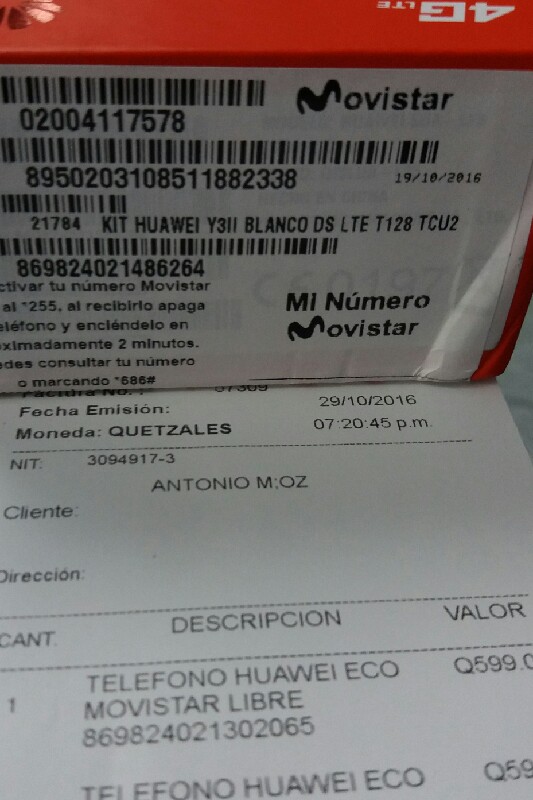 4G LTE
Movistar
02004117578
8950203108511882338 19/10/2016
21784 KIT HUAWEI Y3II BLANCO DS LTE T128 TCU2
869824021486264
ctivar tu número Movistar
al *255, al recibirlo apaga
eléfono y enciéndelo en
oximadamente 2 minutos.
edes consultar tu número
o marcando *686#
MI Número
Movistar
Factura No. : 67309
Fecha Emisión: 29/10/2016
Moneda: QUETZALES 07:20:45 p.m.
NIT: 3094917-3
ANTONIO M;OZ
Cliente:
Dirección:
CANT. DESCRIPCION VALOR
1 TELEFONO HUAWEI ECO Q599.0
MOVISTAR LIBRE
869824021302065
TELEFONO HUAWEI ECO Q59